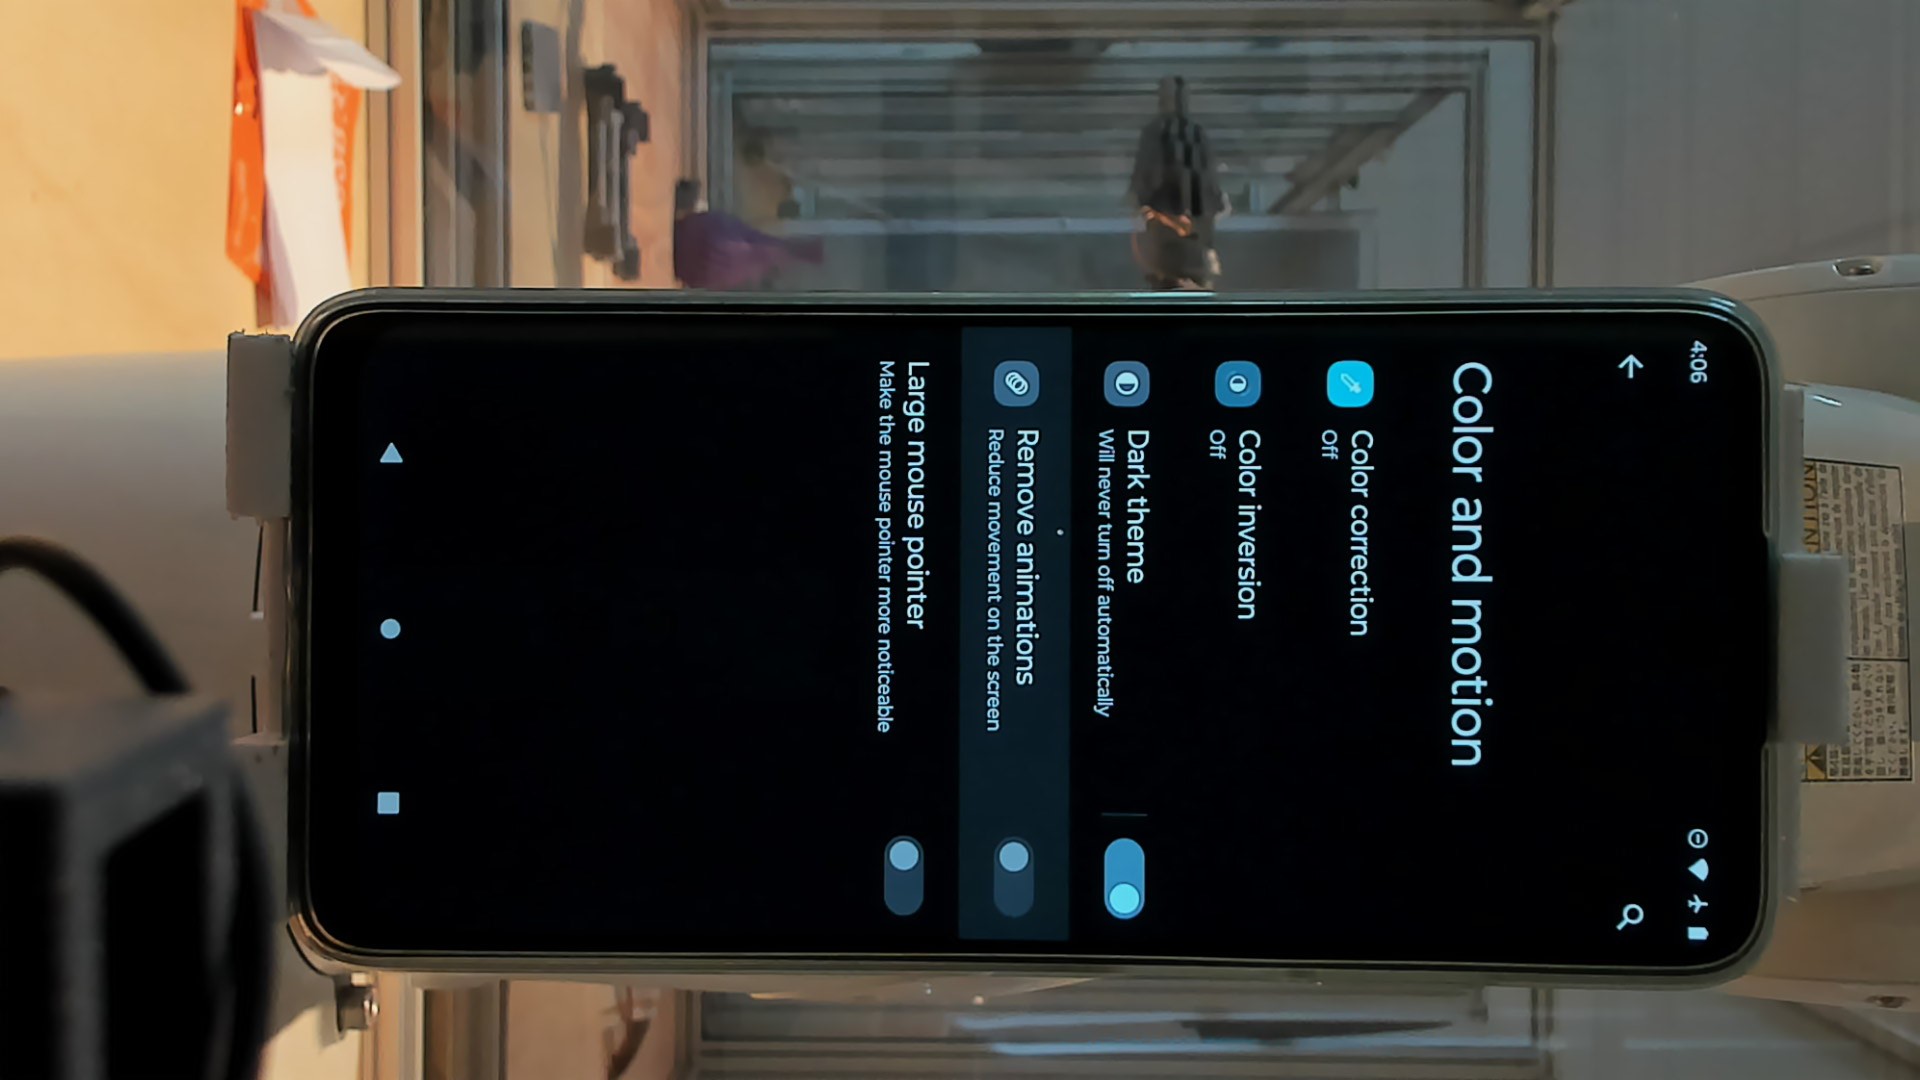 4:06
Color and motion
Color correction
Off
Color inversion
Off
Dark theme
Will never turn off automatically
Remove animations
Reduce movement on the screen
Large mouse pointer
Make the mouse pointer more noticeable